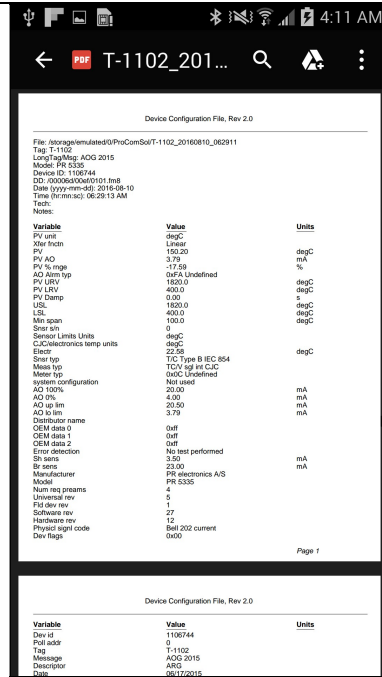 4:11 AM
PDF T-1102_201...
Device Configuration File, Rev 2.0
File: /storage/emulated/0/ProComSol/T-1102_20160810_062911
Tag: T-1102
LongTag/Msg: AOG 2015
Model: PR 5335
Device ID: 1106744
DD: /00006d/00ef/0101.fm8
Date (yyyy-mm-dd): 2016-08-10
Time (hr:mn:sc): 06:29:13 AM
Tech:
Notes:
Variable Value Units
PV unit degC
Xfer fnctn Linear
PV 150.20 degC
PV AO 3.79 mA
PV % rnge -17.59 %
AO Alrm typ 0xFA Undefined
PV URV 1820.0 degC
PV LRV 400.0 degC
PV Damp 0.00 s
USL 1820.0 degC
LSL 400.0 degC
Min span 100.0 degC
Snsr s/n 0
Sensor Limits Units degC
CJC/electronics temp units degC
Electr 22.58 degC
Snsr typ T/C Type B IEC 854
Meas typ TC/V sgl int CJC
Meter typ 0x0C Undefined
system configuration Not used
AO 100% 20.00 mA
AO 0% 4.00 mA
AO up lim 20.50 mA
AO lo lim 3.79 mA
Distributor name
OEM data 0 0xff
OEM data 1 0xff
OEM data 2 0xff
Error detection No test performed
Sh sens 3.50 mA
Br sens 23.00 mA
Manufacturer PR electronics A/S
Model PR 5335
Num req preams 4
Universal rev 5
Fld dev rev 1
Software rev 27
Hardware rev 12
Physicl signl code Bell 202 current
Dev flags 0x00
Page 1
Device Configuration File, Rev 2.0
Variable Value Units
Dev id 1106744
Poll addr 0
Tag T-1102
Message AOG 2015
Descriptor ARG
Date 06/17/2015